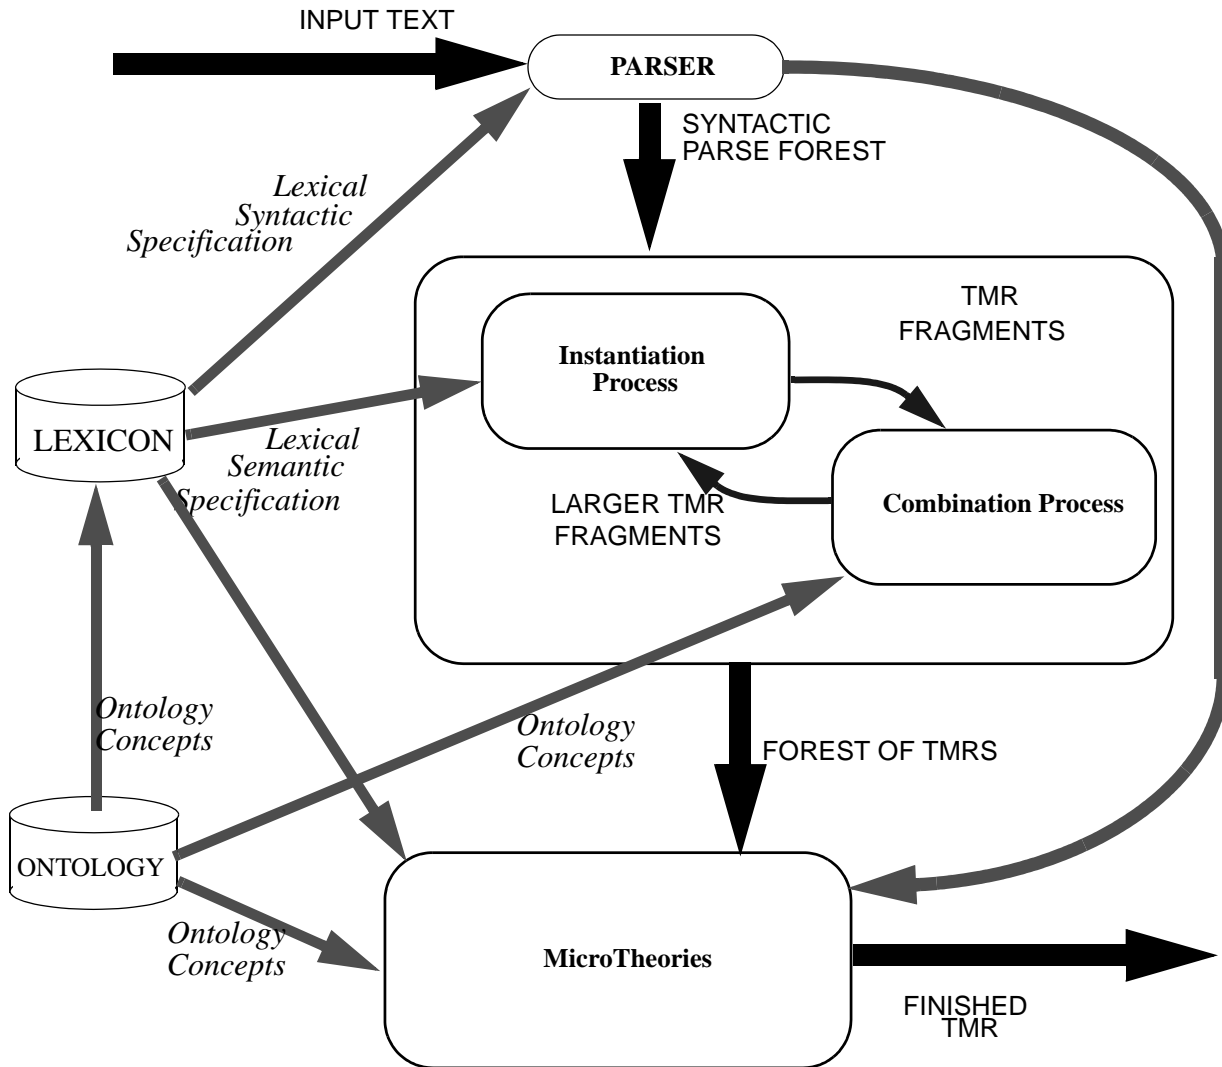 INPUT TEXT
PARSER
SYNTACTIC
PARSE FOREST
Lexical
Syntactic
Specification
TMR
FRAGMENTS
Instantiation
Process
LEXICON
Lexical
Semantic
Specification
LARGER TMR
FRAGMENTS
Combination Process
Ontology
Concepts
Ontology
Concepts
FOREST OF TMRS
ONTOLOGY
Ontology
Concepts
MicroTheories
FINISHED
TMR